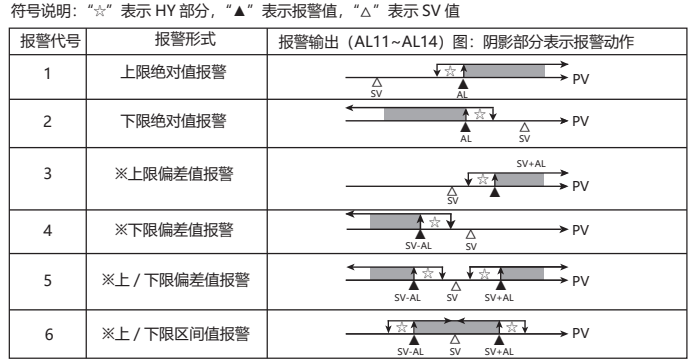 符号说明：“☆”表示 HY 部分，“▲”表示报警值，“△”表示 SV 值
报警代号 报警形式 报警输出（AL11~AL14）图：阴影部分表示报警动作
1 上限绝对值报警 ☆ PV
SV AL
2 下限绝对值报警 ☆ PV
AL SV
SV+AL
3 ※上限偏差值报警 ☆ PV
SV
4 ※下限偏差值报警 ☆ PV
SV-AL SV
5 ※上 / 下限偏差值报警 ☆ ☆ PV
SV-AL SV SV+AL
6 ※上 / 下限区间值报警 ☆ ☆ PV
SV-AL SV SV+AL